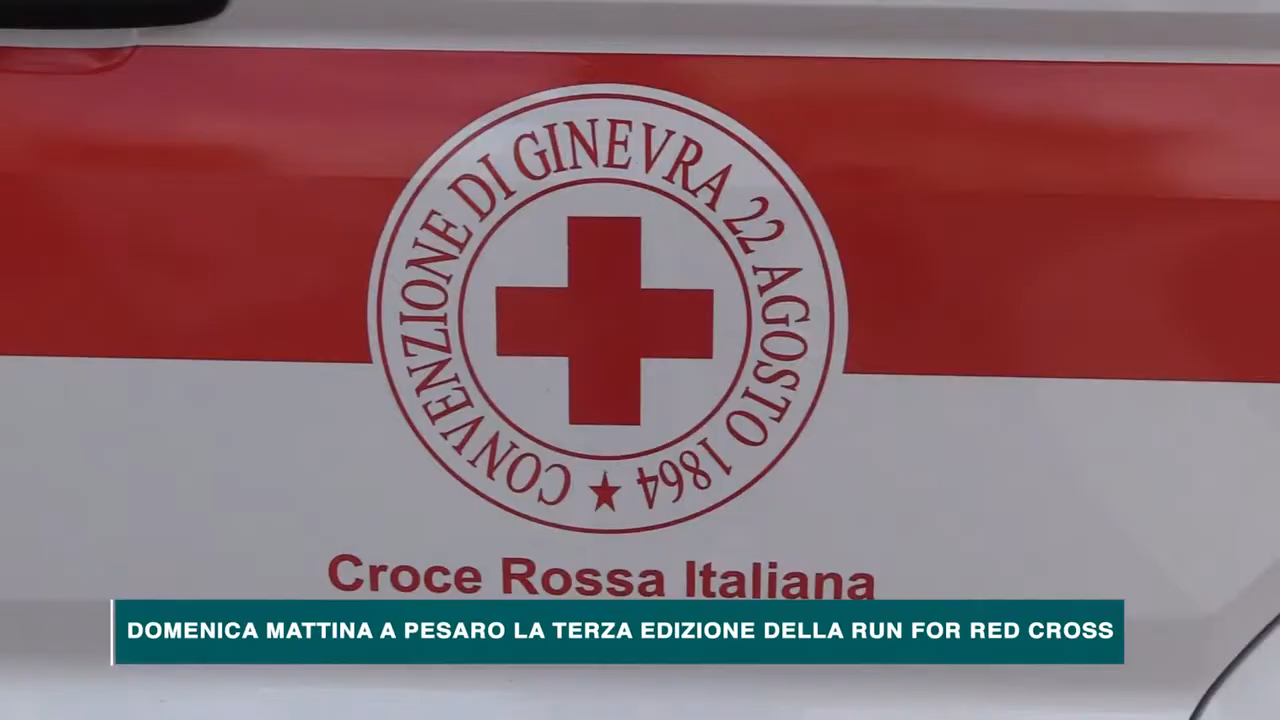 CONVENZIONE DI GINEVRA 22 AGOSTO 1864
Croce Rossa Italiana
DOMENICA MATTINA A PESARO LA TERZA EDIZIONE DELLA RUN FOR RED CROSS